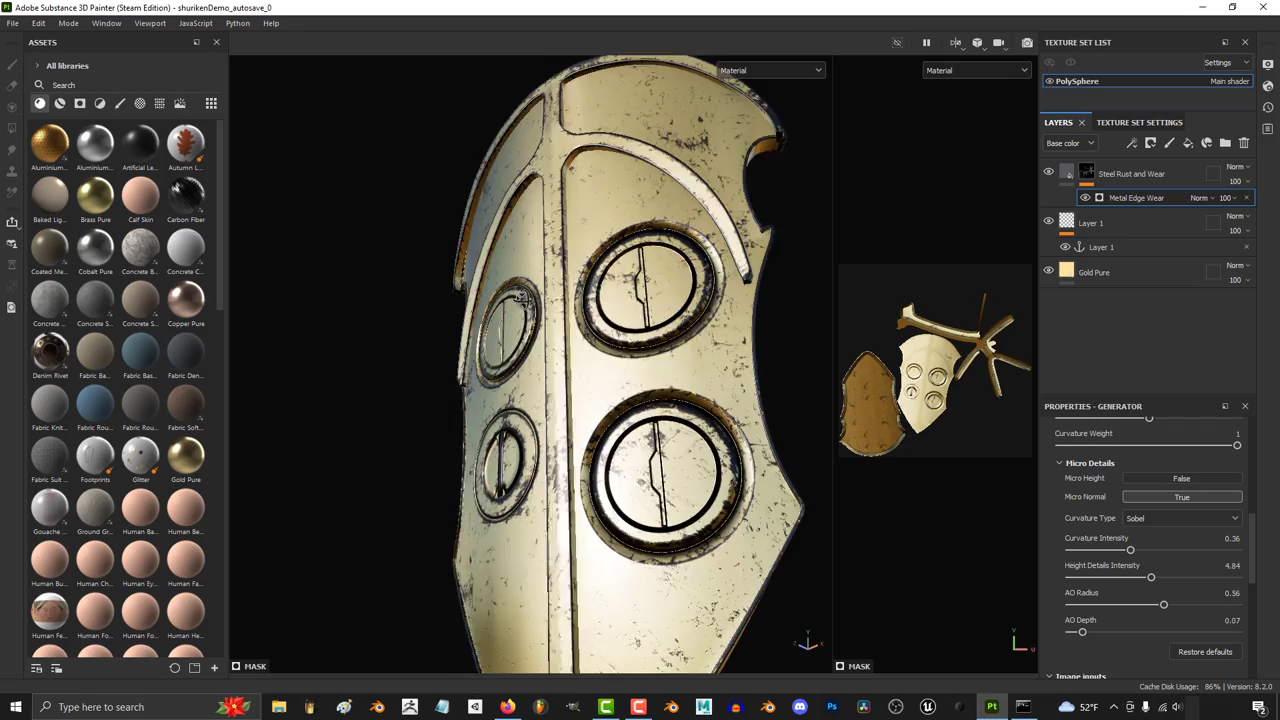 Adobe Substance 3D Painter (Steam Edition) - shurikenDemo_autosave_0
File Edit Mode Window Viewport JavaScript Python Help
ASSETS
All libraries
Search
Aluminium... Aluminium... Artificial Le... Autumn L...
Baked Lig... Brass Pure Calf Skin Carbon Fiber
Coated Me... Cobalt Pure Concrete B... Concrete C...
Concrete ... Concrete S... Concrete S... Copper Pure
Denim Rivet Fabric Ba... Fabric Bas... Fabric Den...
Fabric Knit... Fabric Rou... Fabric Rou... Fabric Soft...
Fabric Suit ... Footprints Glitter Gold Pure
Gouache ... Ground Gr... Human Ba... Human Be...
Human Bu... Human Ch... Human Ey... Human Fa...
Human Fe... Human Fo... Human Fo... Human He...
Material
Material
MASK
MASK
TEXTURE SET LIST
Settings
PolySphere Main shader
LAYERS TEXTURE SET SETTINGS
Base color
Steel Rust and Wear Norm
100
Metal Edge Wear Norm 100
Layer 1 Norm
100
Layer 1
Gold Pure Norm
100
PROPERTIES - GENERATOR
Curvature Weight 1
Micro Details
Micro Height False
Micro Normal True
Curvature Type Sobel
Curvature Intensity 0.36
Height Details Intensity 4.84
AO Radius 0.56
AO Depth 0.07
Restore defaults
Image inputs
Cache Disk Usage: 86% | Version: 8.2.0
Type here to search
52°F